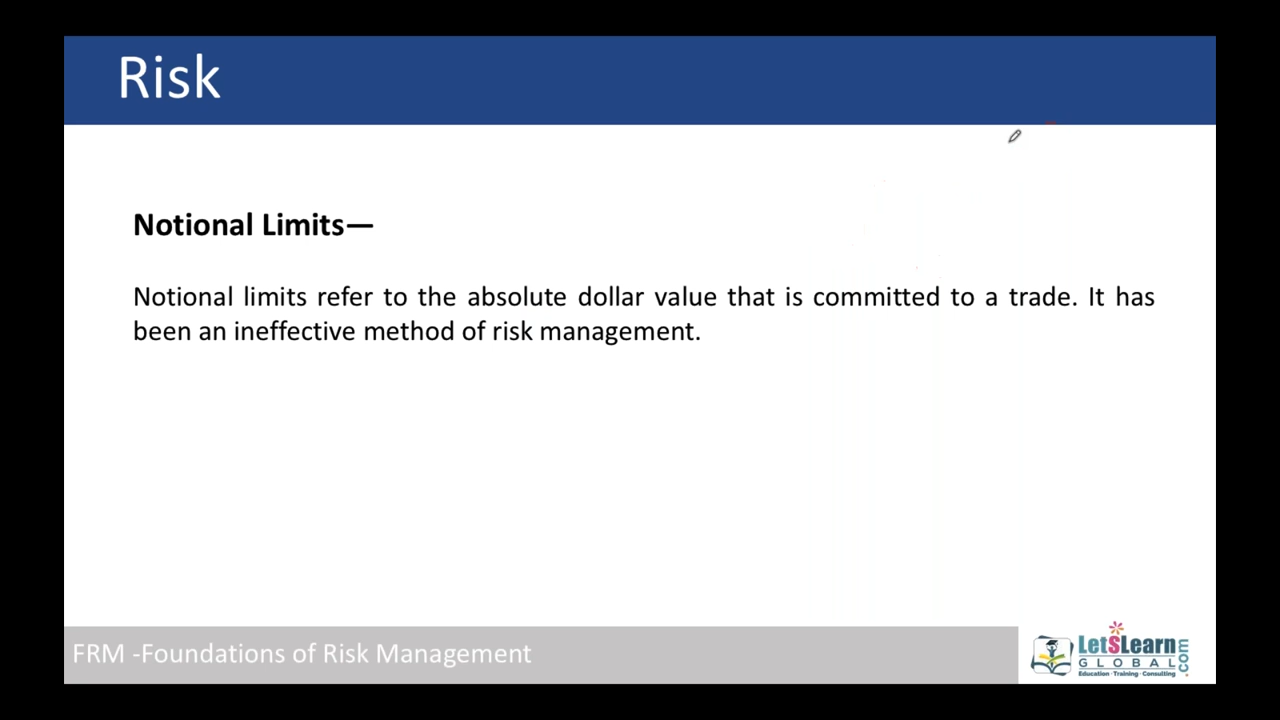 Risk
Notional Limits—
Notional limits refer to the absolute dollar value that is committed to a trade. It has
been an ineffective method of risk management.
FRM -Foundations of Risk Management
LetSLearn
GLOBAL
.com
Education · Training · Consulting